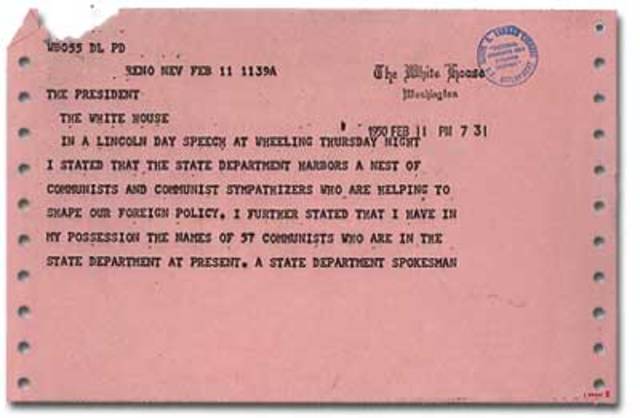 WB055 DL PD
RENO NEV FEB 11 1139A
The White House
Washington
THE PRESIDENT
THE WHITE HOUSE
1950 FEB 11 PM 7 31
IN A LINCOLN DAY SPEECH AT WHEELING THURSDAY NIGHT
I STATED THAT THE STATE DEPARTMENT HARBORS A NEST OF
COMMUNISTS AND COMMUNIST SYMPATHIZERS WHO ARE HELPING TO
SHAPE OUR FOREIGN POLICY. I FURTHER STATED THAT I HAVE IN
MY POSSESSION THE NAMES OF 57 COMMUNISTS WHO ARE IN THE
STATE DEPARTMENT AT PRESENT. A STATE DEPARTMENT SPOKESMAN